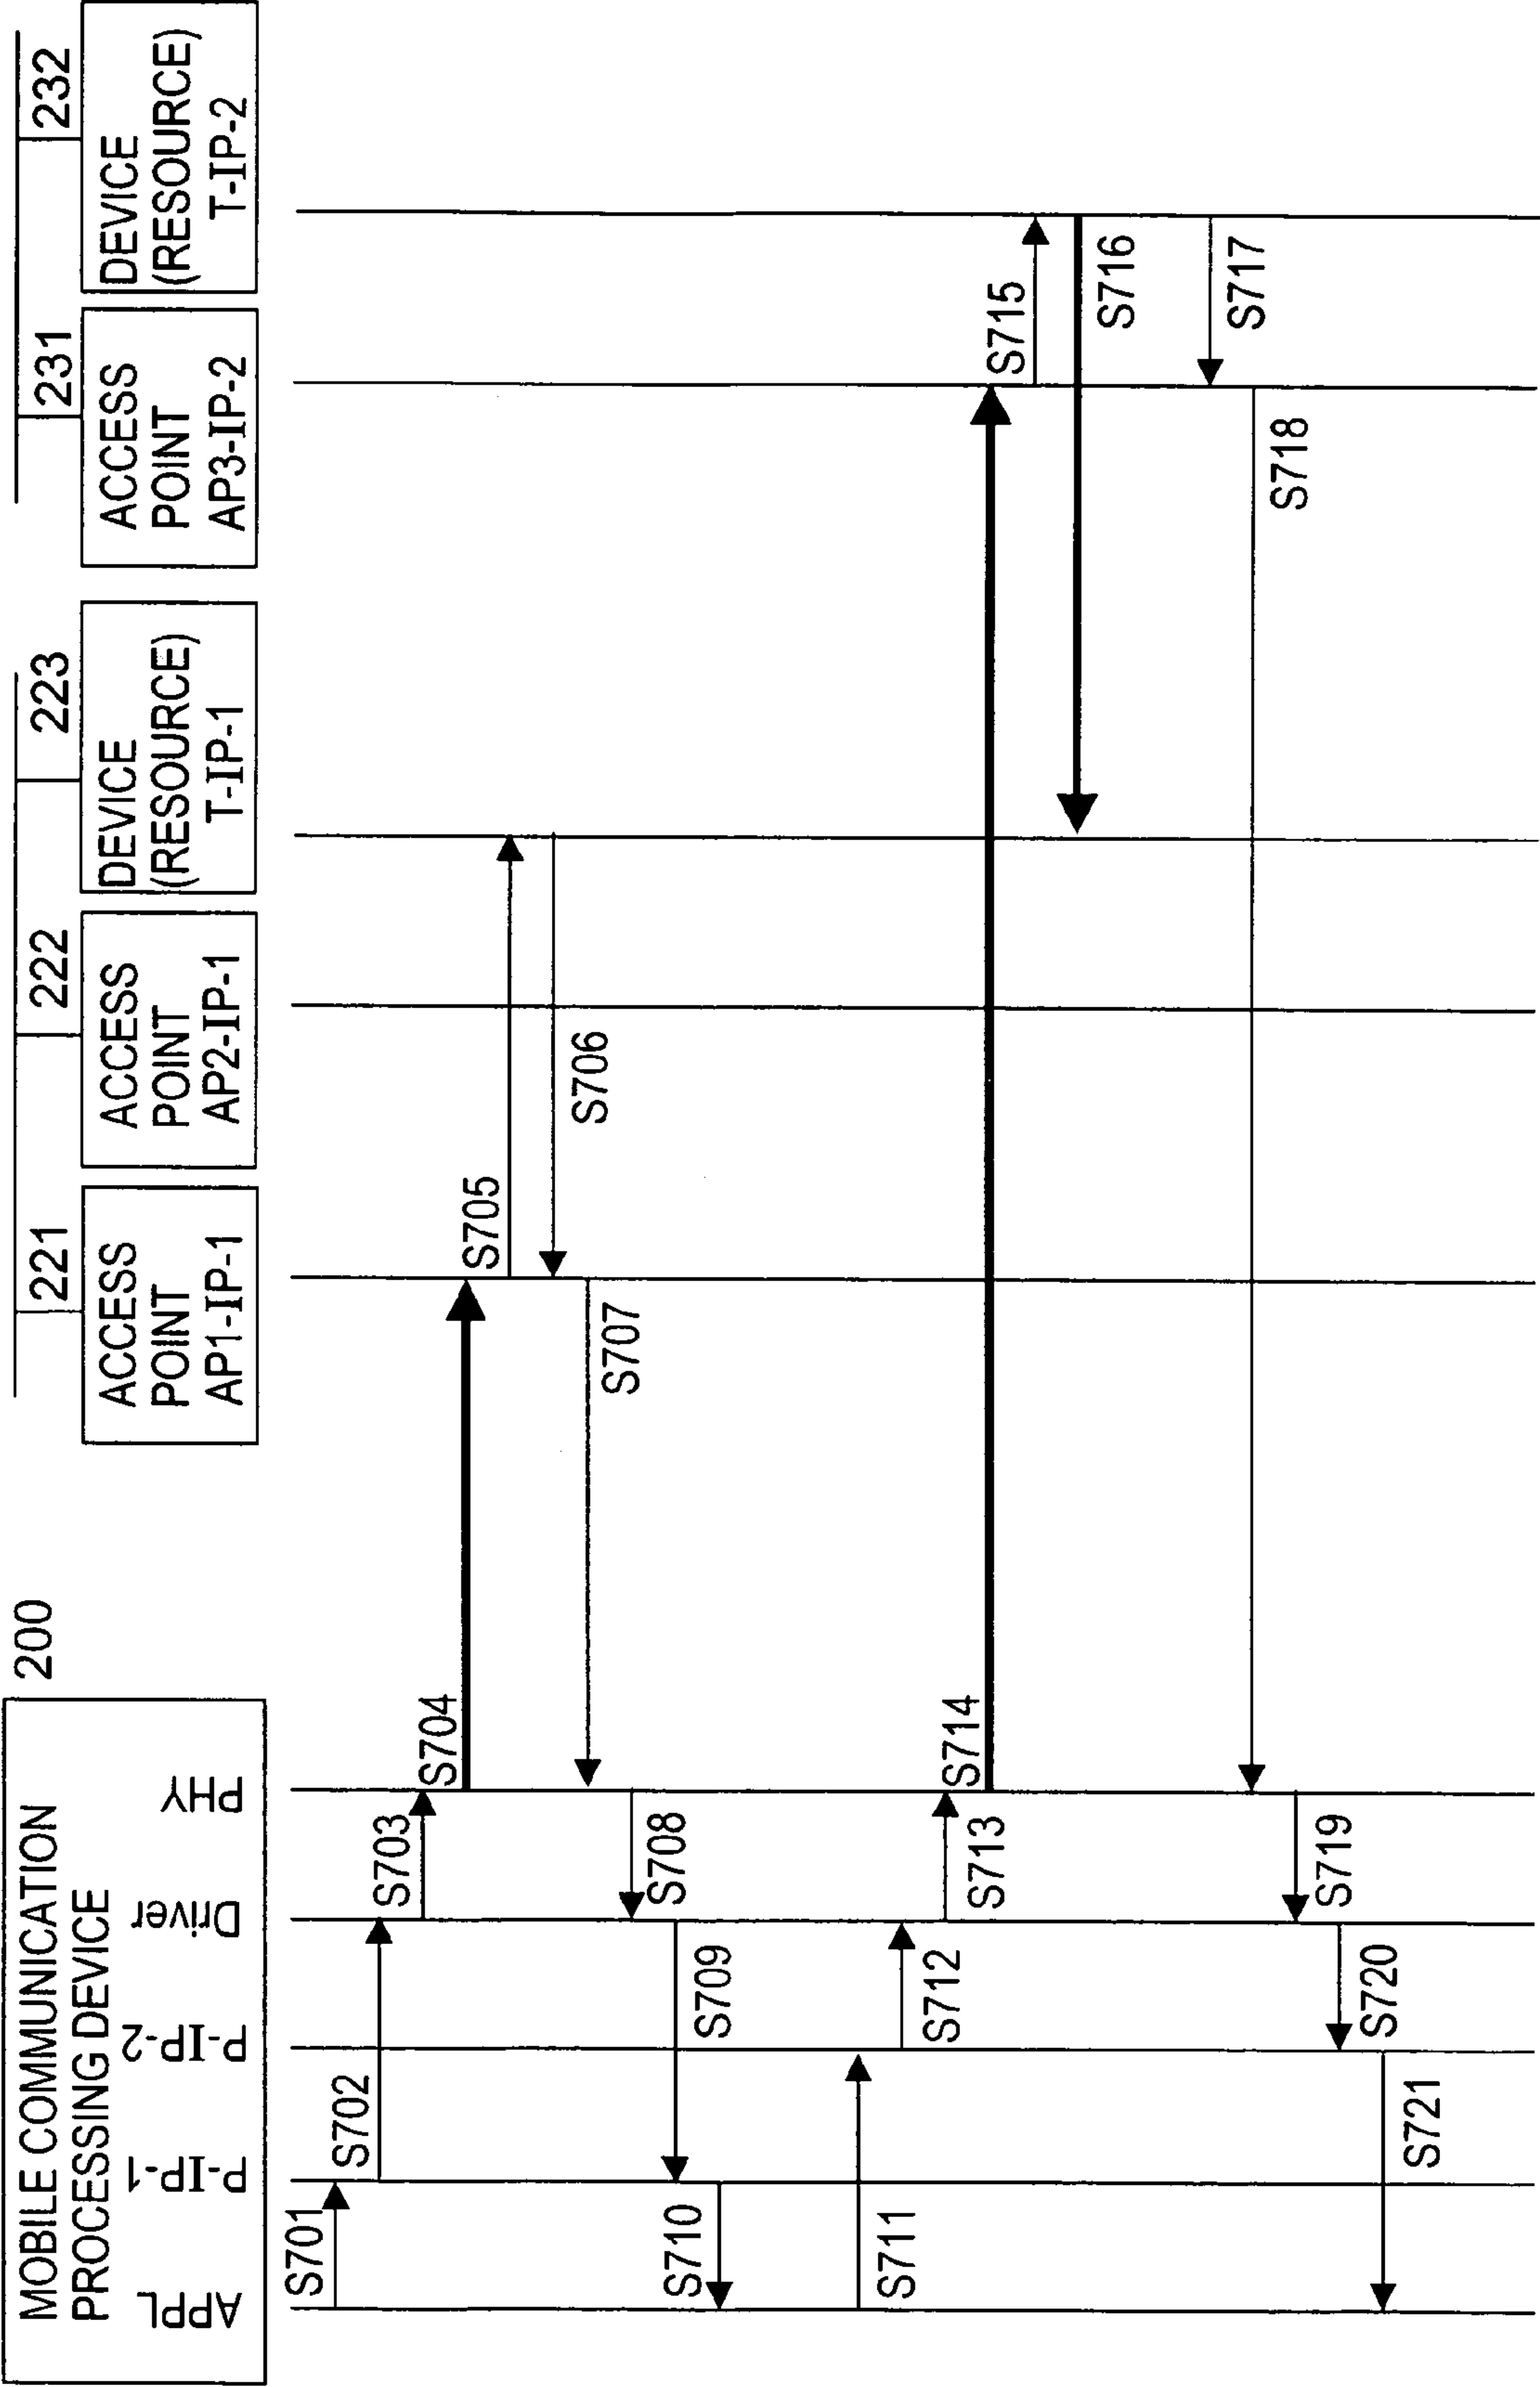 MOBILE COMMUNICATION
PROCESSING DEVICE
200
APPL
P-IP-1
P-IP-2
Driver
PHY
221
ACCESS
POINT
AP1-IP-1
222
ACCESS
POINT
AP2-IP-1
223
DEVICE
(RESOURCE)
T-IP-1
231
ACCESS
POINT
AP3-IP-2
232
DEVICE
(RESOURCE)
T-IP-2
S701
S702
S703
S704
S705
S706
S707
S708
S709
S710
S711
S712
S713
S714
S715
S716
S717
S718
S719
S720
S721